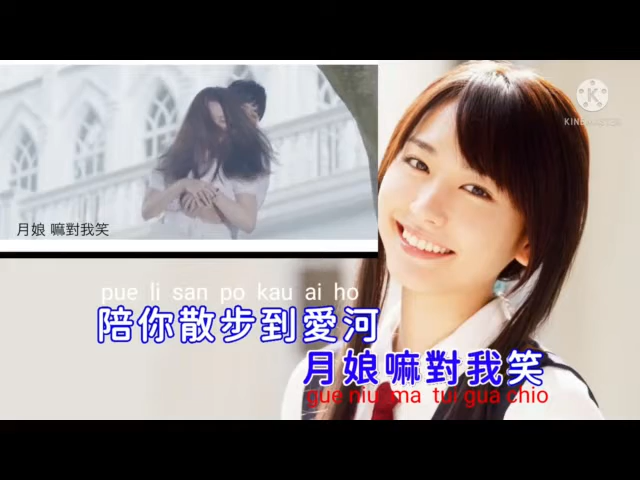 KINEMASTER
月娘 嘛對我笑
pue li san po kau ai ho
陪你散步到愛河
月娘嘛對我笑
gue niu ma tui gua chio